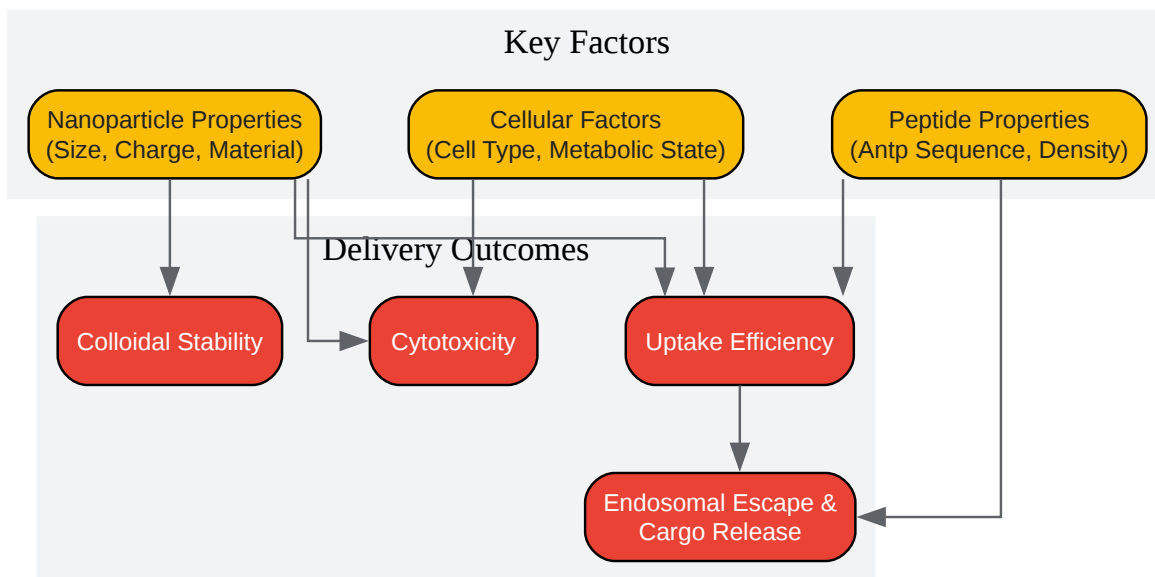 Key Factors
Nanoparticle Properties
(Size, Charge, Material)
Cellular Factors
(Cell Type, Metabolic State)
Peptide Properties
(Antp Sequence, Density)
Delivery Outcomes
Colloidal Stability
Cytotoxicity
Uptake Efficiency
Endosomal Escape &
Cargo Release